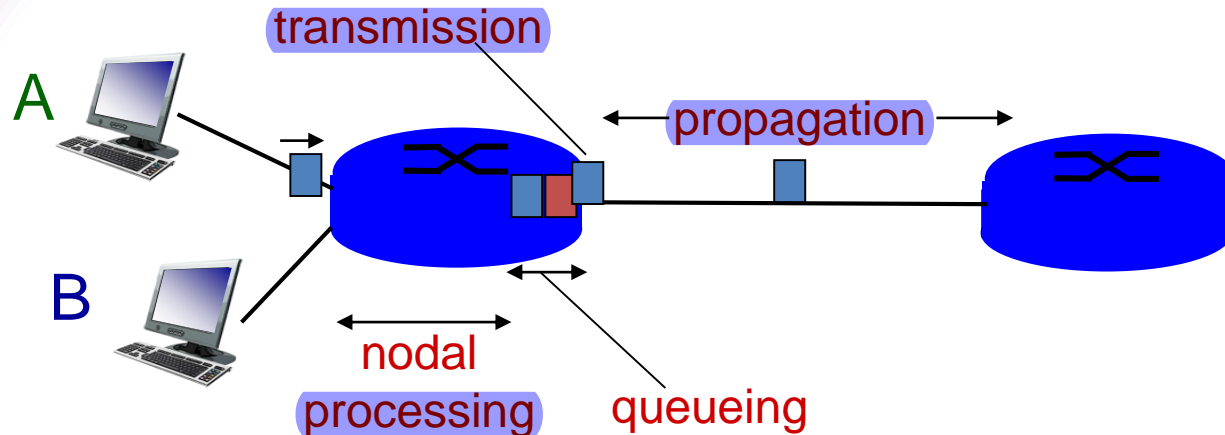 transmission
A
propagation
B
nodal
processing
queueing